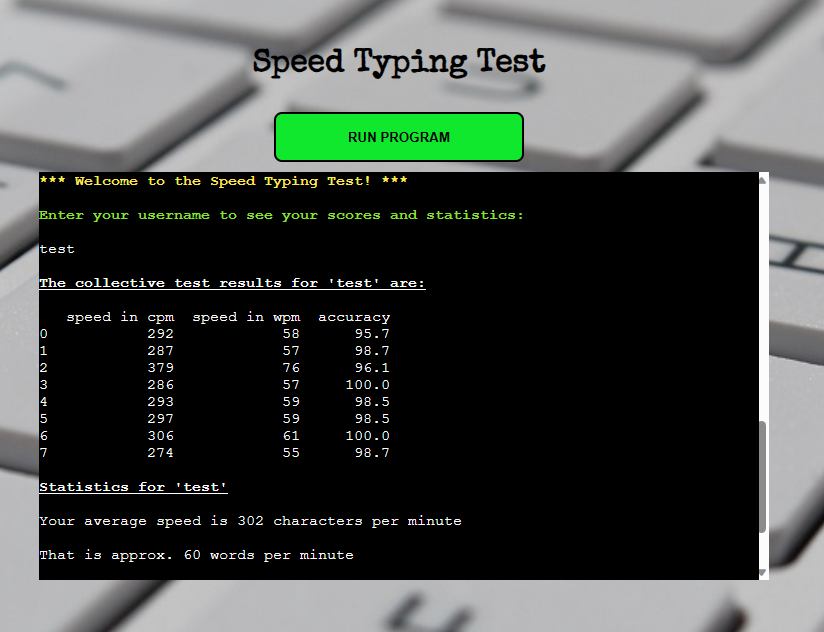 Speed Typing Test
RUN PROGRAM
*** Welcome to the Speed Typing Test! ***
Enter your username to see your scores and statistics:
test
The collective test results for 'test' are:
speed in cpm speed in wpm accuracy
0 292 58 95.7
1 287 57 98.7
2 379 76 96.1
3 286 57 100.0
4 293 59 98.5
5 297 59 98.5
6 306 61 100.0
7 274 55 98.7
Statistics for 'test'
Your average speed is 302 characters per minute
That is approx. 60 words per minute